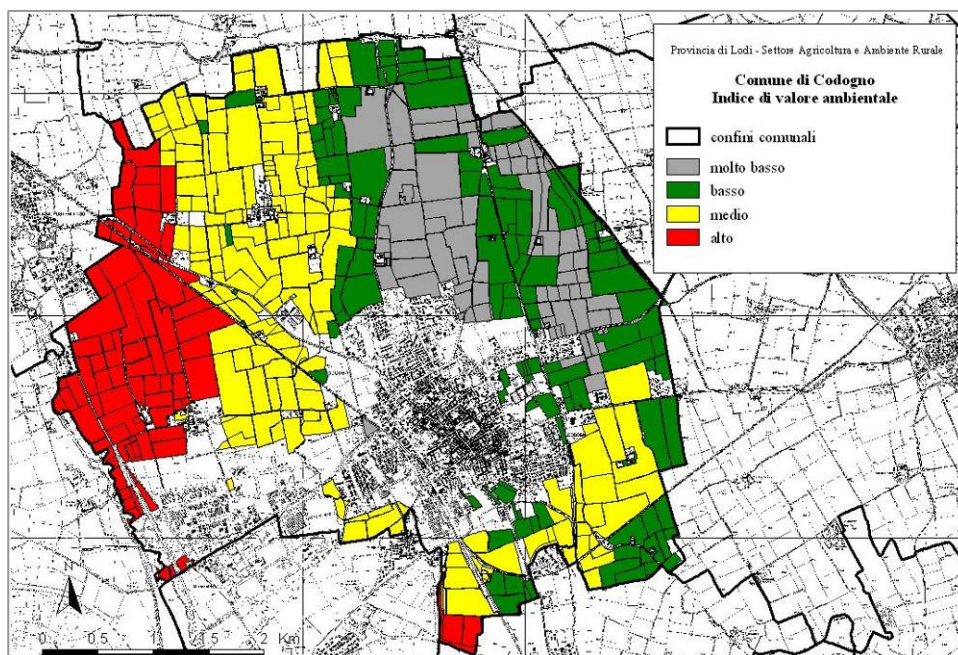 Provincia di Lodi - Settore Agricoltura e Ambiente Rurale
Comune di Codogno
Indice di valore ambientale
confini comunali
molto basso
basso
medio
alto
N
0 0.5 1 1.5 2 Km